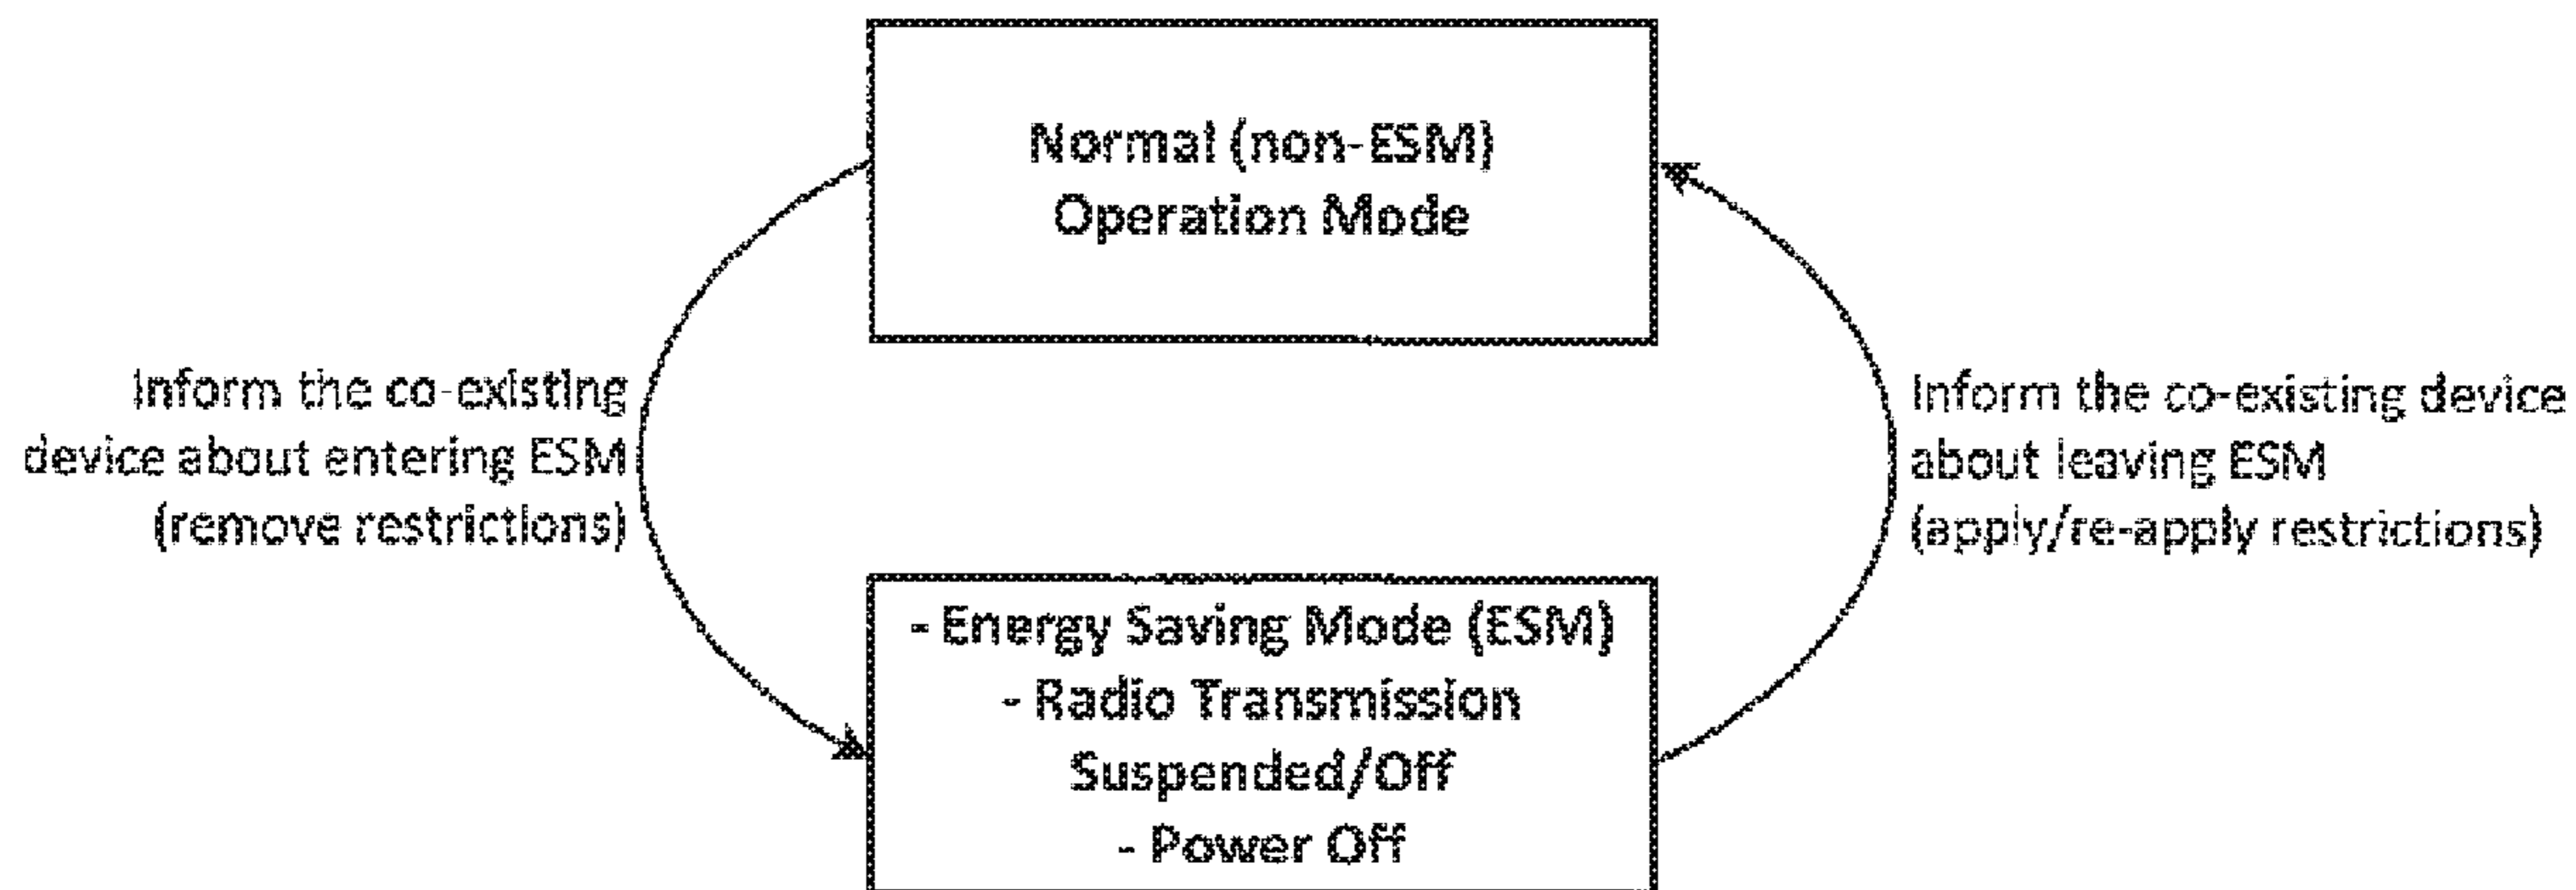 Normal (non-ESM)
Operation Mode
Inform the co-existing
device about entering ESM
(remove restrictions)
Inform the co-existing device
about leaving ESM
(apply/re-apply restrictions)
- Energy Saving Mode (ESM)
- Radio Transmission
Suspended/Off
- Power Off